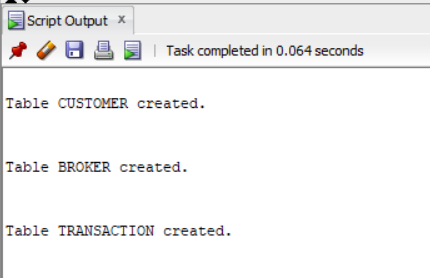 Script Output x
Task completed in 0.064 seconds
Table CUSTOMER created.
Table BROKER created.
Table TRANSACTION created.